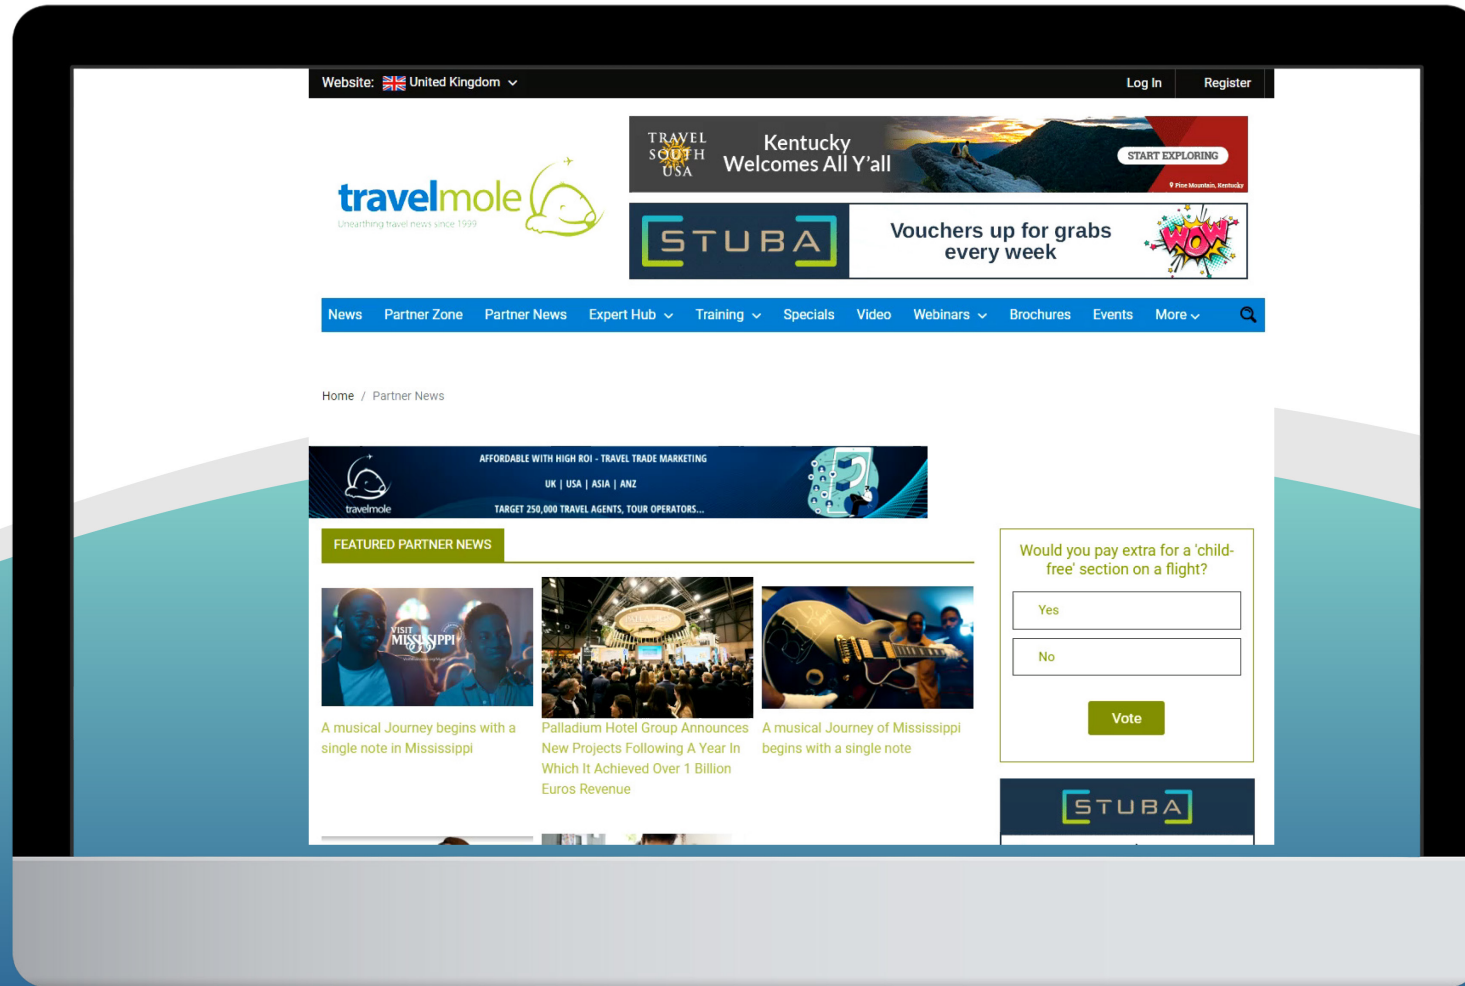 Website: United Kingdom
Log In
Register
travelmole
Unearthing travel news since 1999
TRAVEL
SOUTH
USA
Kentucky
Welcomes All Y'all
START EXPLORING
Pine Mountain, Kentucky
STUBA
Vouchers up for grabs
every week
WOW
News
Partner Zone
Partner News
Expert Hub
Training
Specials
Video
Webinars
Brochures
Events
More
Home / Partner News
travelmole
AFFORDABLE WITH HIGH ROI - TRAVEL TRADE MARKETING
UK | USA | ASIA | ANZ
TARGET 250,000 TRAVEL AGENTS, TOUR OPERATORS...
FEATURED PARTNER NEWS
VISIT
MISSISSIPPI
A musical Journey begins with a
single note in Mississippi
Palladium Hotel Group Announces
New Projects Following A Year In
Which It Achieved Over 1 Billion
Euros Revenue
A musical Journey of Mississippi
begins with a single note
Would you pay extra for a 'child-
free' section on a flight?
Yes
No
Vote
STUBA